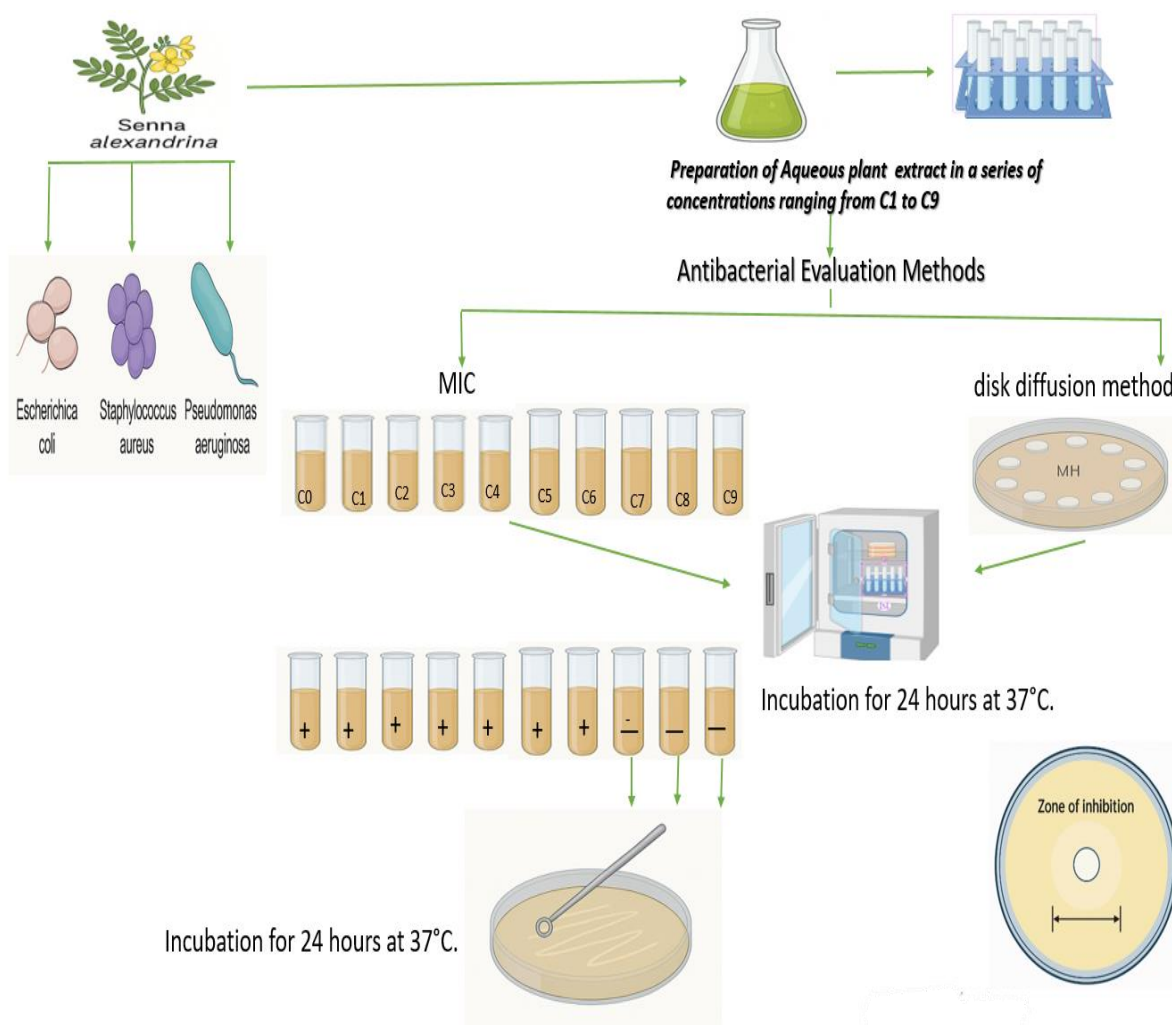 Senna
alexandrina
Preparation of Aqueous plant extract in a series of
concentrations ranging from C1 to C9
Antibacterial Evaluation Methods
Escherichica
coli
Staphylococcus
aureus
Pseudomonas
aeruginosa
MIC
disk diffusion method
C0 C1 C2 C3 C4 C5 C6 C7 C8 C9
MH
Incubation for 24 hours at 37°C.
+ + + + + + + - — — —
Zone of inhibition
Incubation for 24 hours at 37°C.